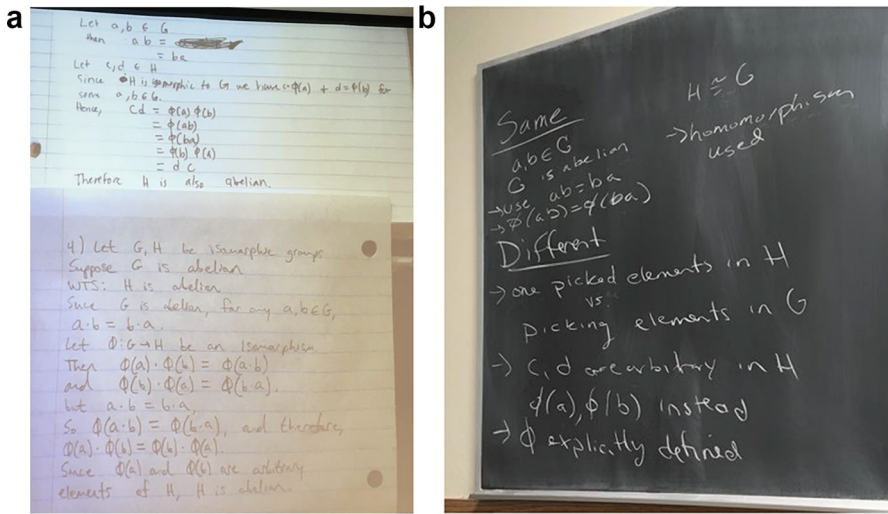 a
Let a,b ∈ G
then ab =
= ba
Let c,d ∈ H
Since H is isomorphic to G we have c=Φ(a) + d=Φ(b) for
some a,b∈G.
Hence, Cd = Φ(a) Φ(b)
= Φ(ab)
= Φ(ba)
= Φ(b) Φ(a)
= d c
Therefore H is also abelian.
4) Let G, H be isomorphic groups
Suppose G is abelian
WTS: H is abelian
Since G is abelian, for any a,b∈G,
a·b = b·a.
Let Φ:G→H be an isomorphism
Then Φ(a)·Φ(b) = Φ(a·b)
and Φ(b)·Φ(a) = Φ(b·a).
but a·b = b·a,
So Φ(a·b) = Φ(b·a), and therefore,
Φ(a)·Φ(b) = Φ(b)·Φ(a).
Since Φ(a) and Φ(b) are arbitrary
elements of H, H is abelian.
b
H ≅ G
→homomorphism
used
Same
a,b∈G
G is abelian
→use ab=ba
→Φ(ab)=Φ(ba)
Different
→ one picked elements in H
vs.
picking elements in G
→ c,d are arbitrary in H
Φ(a),Φ(b) instead
→ Φ explicitly defined